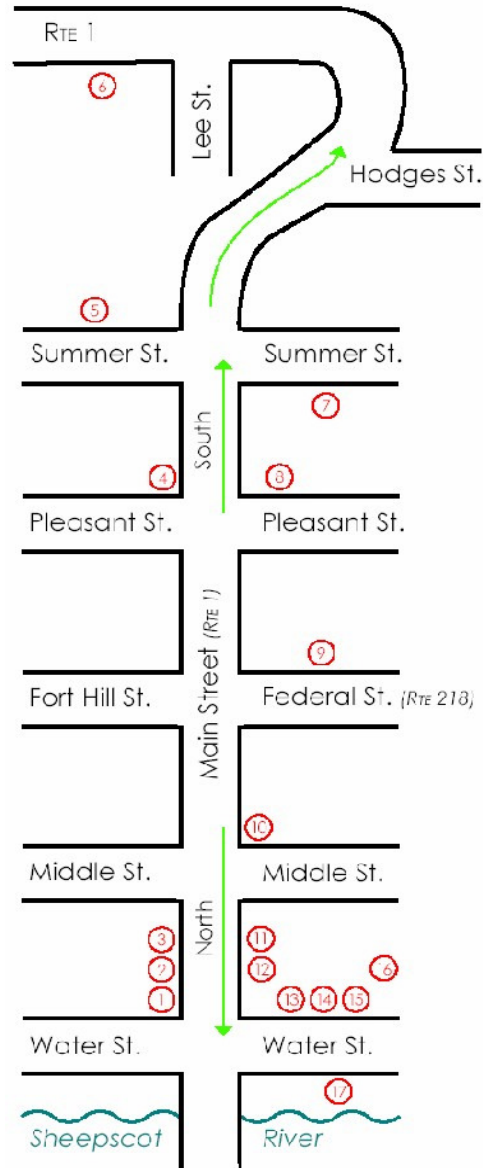 RTE 1
6
Lee St.
Hodges St.
5
Summer St. Summer St.
7
South
4 8
Pleasant St. Pleasant St.
9
Main Street (RTE 1)
Fort Hill St. Federal St. (RTE 218)
10
Middle St. Middle St.
North
3 11
2 12 16
1 13 14 15
Water St. Water St.
17
Sheepscot River